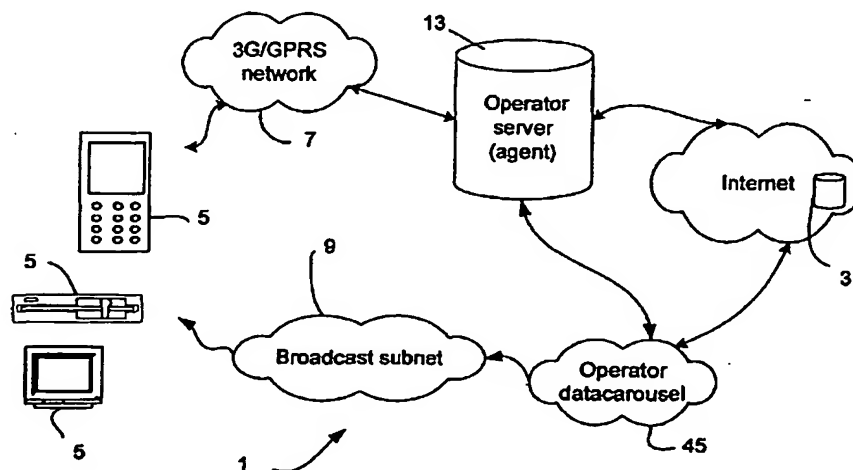 13
3G/GPRS
network
7
Operator
server
(agent)
Internet
3
5
5
5
9
Broadcast subnet
Operator
datacarousel
45
1